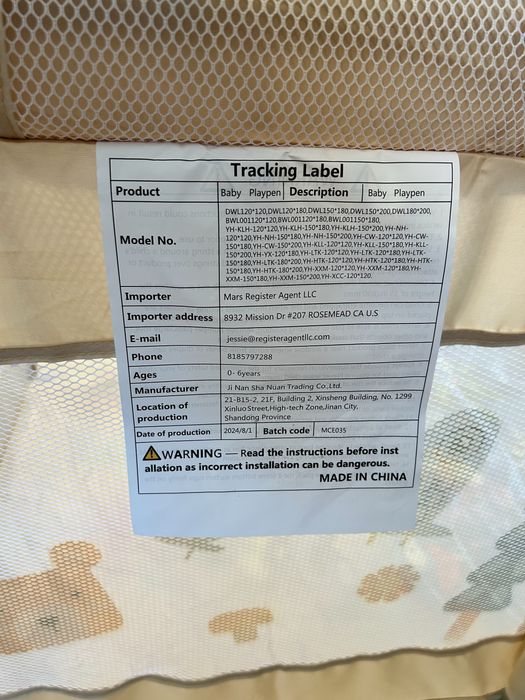 Tracking Label
Product Baby Playpen Description Baby Playpen
Model No.
DWL120*120,DWL120*180,DWL150*180,DWL150*200,DWL180*200,
BWL001120*120,BWL001120*180,BWL001150*180,
YH-KLH-120*120,YH-KLH-150*180,YH-KLH-150*200,YH-NH-
120*120,YH-NH-150*180,YH-NH-150*200,YH-CW-120*120,YH-CW-
150*180,YH-CW-150*200,YH-KLL-120*120,YH-KLL-150*180,YH-KLL-
150*200,YH-YX-120*180,YH-LTK-120*120,YH-LTK-120*180,YH-LTK-
150*180,YH-LTK-180*200,YH-HTK-120*120,YH-HTK-120*180,YH-HTK-
150*180,YH-HTK-180*200,YH-XXM-120*120,YH-XXM-120*180,YH-
XXM-150*180,YH-XXM-150*200,YH-XCC-120*120.
Importer Mars Register Agent LLC
Importer address 8932 Mission Dr #207 ROSEMEAD CA U.S
E-mail jessie@registeragentllc.com
Phone 8185797288
Ages 0- 6years
Manufacturer Ji Nan Sha Nuan Trading Co.,Ltd.
Location of
production
21-B15-2, 21F, Building 2, Xinsheng Building, No. 1299
Xinluo Street,High-tech Zone,Jinan City,
Shandong Province
Date of production 2024/8/1 Batch code MCE035
WARNING — Read the instructions before inst
allation as incorrect installation can be dangerous.
MADE IN CHINA